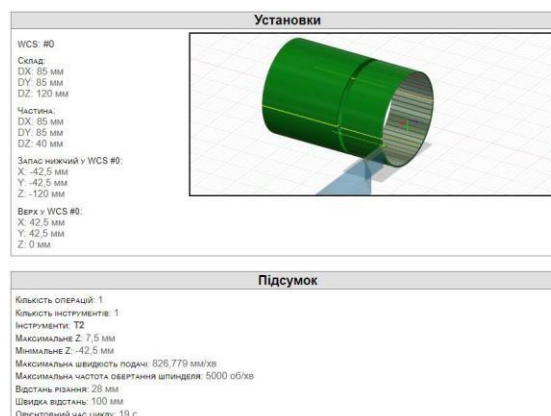 Установки
WCS: #0
Склад:
DX: 85 мм
DY: 85 мм
DZ: 120 мм
Частина:
DX: 85 мм
DY: 85 мм
DZ: 40 мм
Запас нижчий у WCS #0:
X: -42,5 мм
Y: -42,5 мм
Z: -120 мм
Верх у WCS #0:
X: 42,5 мм
Y: 42,5 мм
Z: 0 мм
Підсумок
Кількість операцій: 1
Кількість інструментів: 1
Інструменти: T2
Максимальне Z: 7,5 мм
Мінімальне Z: -42,5 мм
Максимальна швидкість подачі: 826,779 мм/хв
Максимальна частота обертання шпинделя: 5000 об/хв
Відстань різання: 28 мм
Швидка відстань: 100 мм
Орієнтовний час циклу: 19 с